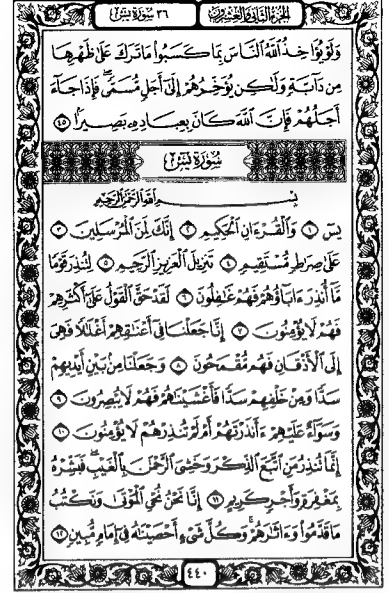 الجزء الثاني والعشرون ٣٦ سورة يس
وَلَوْ يُؤَاخِذُ ٱللَّهُ ٱلنَّاسَ بِمَا كَسَبُوا۟ مَا تَرَكَ عَلَىٰ ظَهْرِهَا
مِن دَآبَّةٍ وَلَٰكِن يُؤَخِّرُهُمْ إِلَىٰٓ أَجَلٍ مُّسَمًّى ۖ فَإِذَا جَآءَ
أَجَلُهُمْ فَإِنَّ ٱللَّهَ كَانَ بِعِبَادِهِۦ بَصِيرًۢا ٤٥
سُورَةُ يسٓ
بِسْمِ ٱللَّهِ ٱلرَّحْمَٰنِ ٱلرَّحِيمِ
يسٓ ١ وَٱلْقُرْءَانِ ٱلْحَكِيمِ ٢ إِنَّكَ لَمِنَ ٱلْمُرْسَلِينَ ٣
عَلَىٰ صِرَٰطٍ مُّسْتَقِيمٍ ٤ تَنزِيلَ ٱلْعَزِيزِ ٱلرَّحِيمِ ٥ لِتُنذِرَ قَوْمًا
مَّآ أُنذِرَ ءَابَآؤُهُمْ فَهُمْ غَٰفِلُونَ ٦ لَقَدْ حَقَّ ٱلْقَوْلُ عَلَىٰٓ أَكْثَرِهِمْ
فَهُمْ لَا يُؤْمِنُونَ ٧ إِنَّا جَعَلْنَا فِىٓ أَعْنَٰقِهِمْ أَغْلَٰلًا فَهِىَ
إِلَى ٱلْأَذْقَانِ فَهُم مُّقْمَحُونَ ٨ وَجَعَلْنَا مِنۢ بَيْنِ أَيْدِيهِمْ
سَدًّا وَمِنْ خَلْفِهِمْ سَدًّا فَأَغْشَيْنَٰهُمْ فَهُمْ لَا يُبْصِرُونَ ٩
وَسَوَآءٌ عَلَيْهِمْ ءَأَنذَرْتَهُمْ أَمْ لَمْ تُنذِرْهُمْ لَا يُؤْمِنُونَ ١٠
إِنَّمَا تُنذِرُ مَنِ ٱتَّبَعَ ٱلذِّكْرَ وَخَشِىَ ٱلرَّحْمَٰنَ بِٱلْغَيْبِ ۖ فَبَشِّرْهُ
بِمَغْفِرَةٍ وَأَجْرٍ كَرِيمٍ ١١ إِنَّا نَحْنُ نُحْىِ ٱلْمَوْتَىٰ وَنَكْتُبُ
مَا قَدَّمُوا۟ وَءَاثَٰرَهُمْ ۚ وَكُلَّ شَىْءٍ أَحْصَيْنَٰهُ فِىٓ إِمَامٍ مُّبِينٍ ١٢
٤٤٠